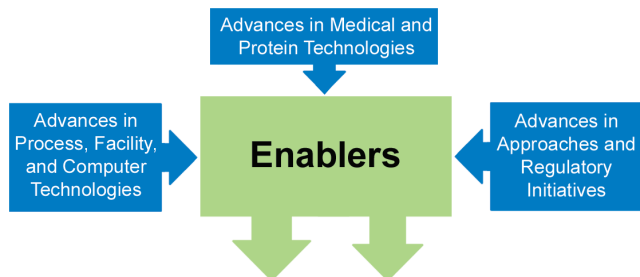 Advances in Medical and
Protein Technologies
Advances in
Process, Facility,
and Computer
Technologies
Enablers
Advances in
Approaches and
Regulatory
Initiatives